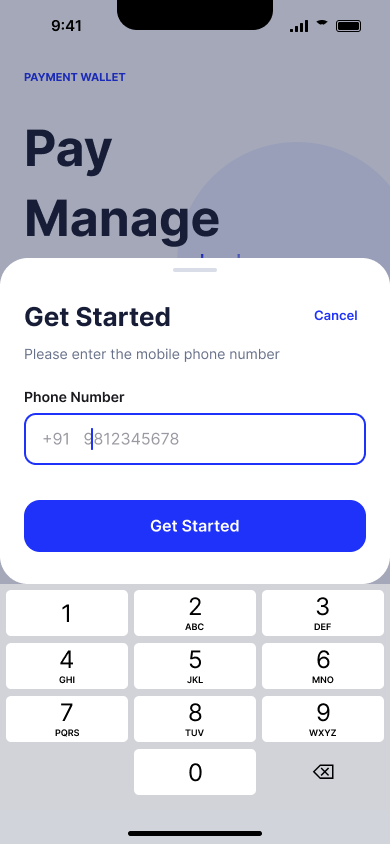 9:41
PAYMENT WALLET
Pay
Manage
Get Started
Cancel
Please enter the mobile phone number
Phone Number
+91 9812345678
Get Started
1
2
ABC
3
DEF
4
GHI
5
JKL
6
MNO
7
PQRS
8
TUV
9
WXYZ
0